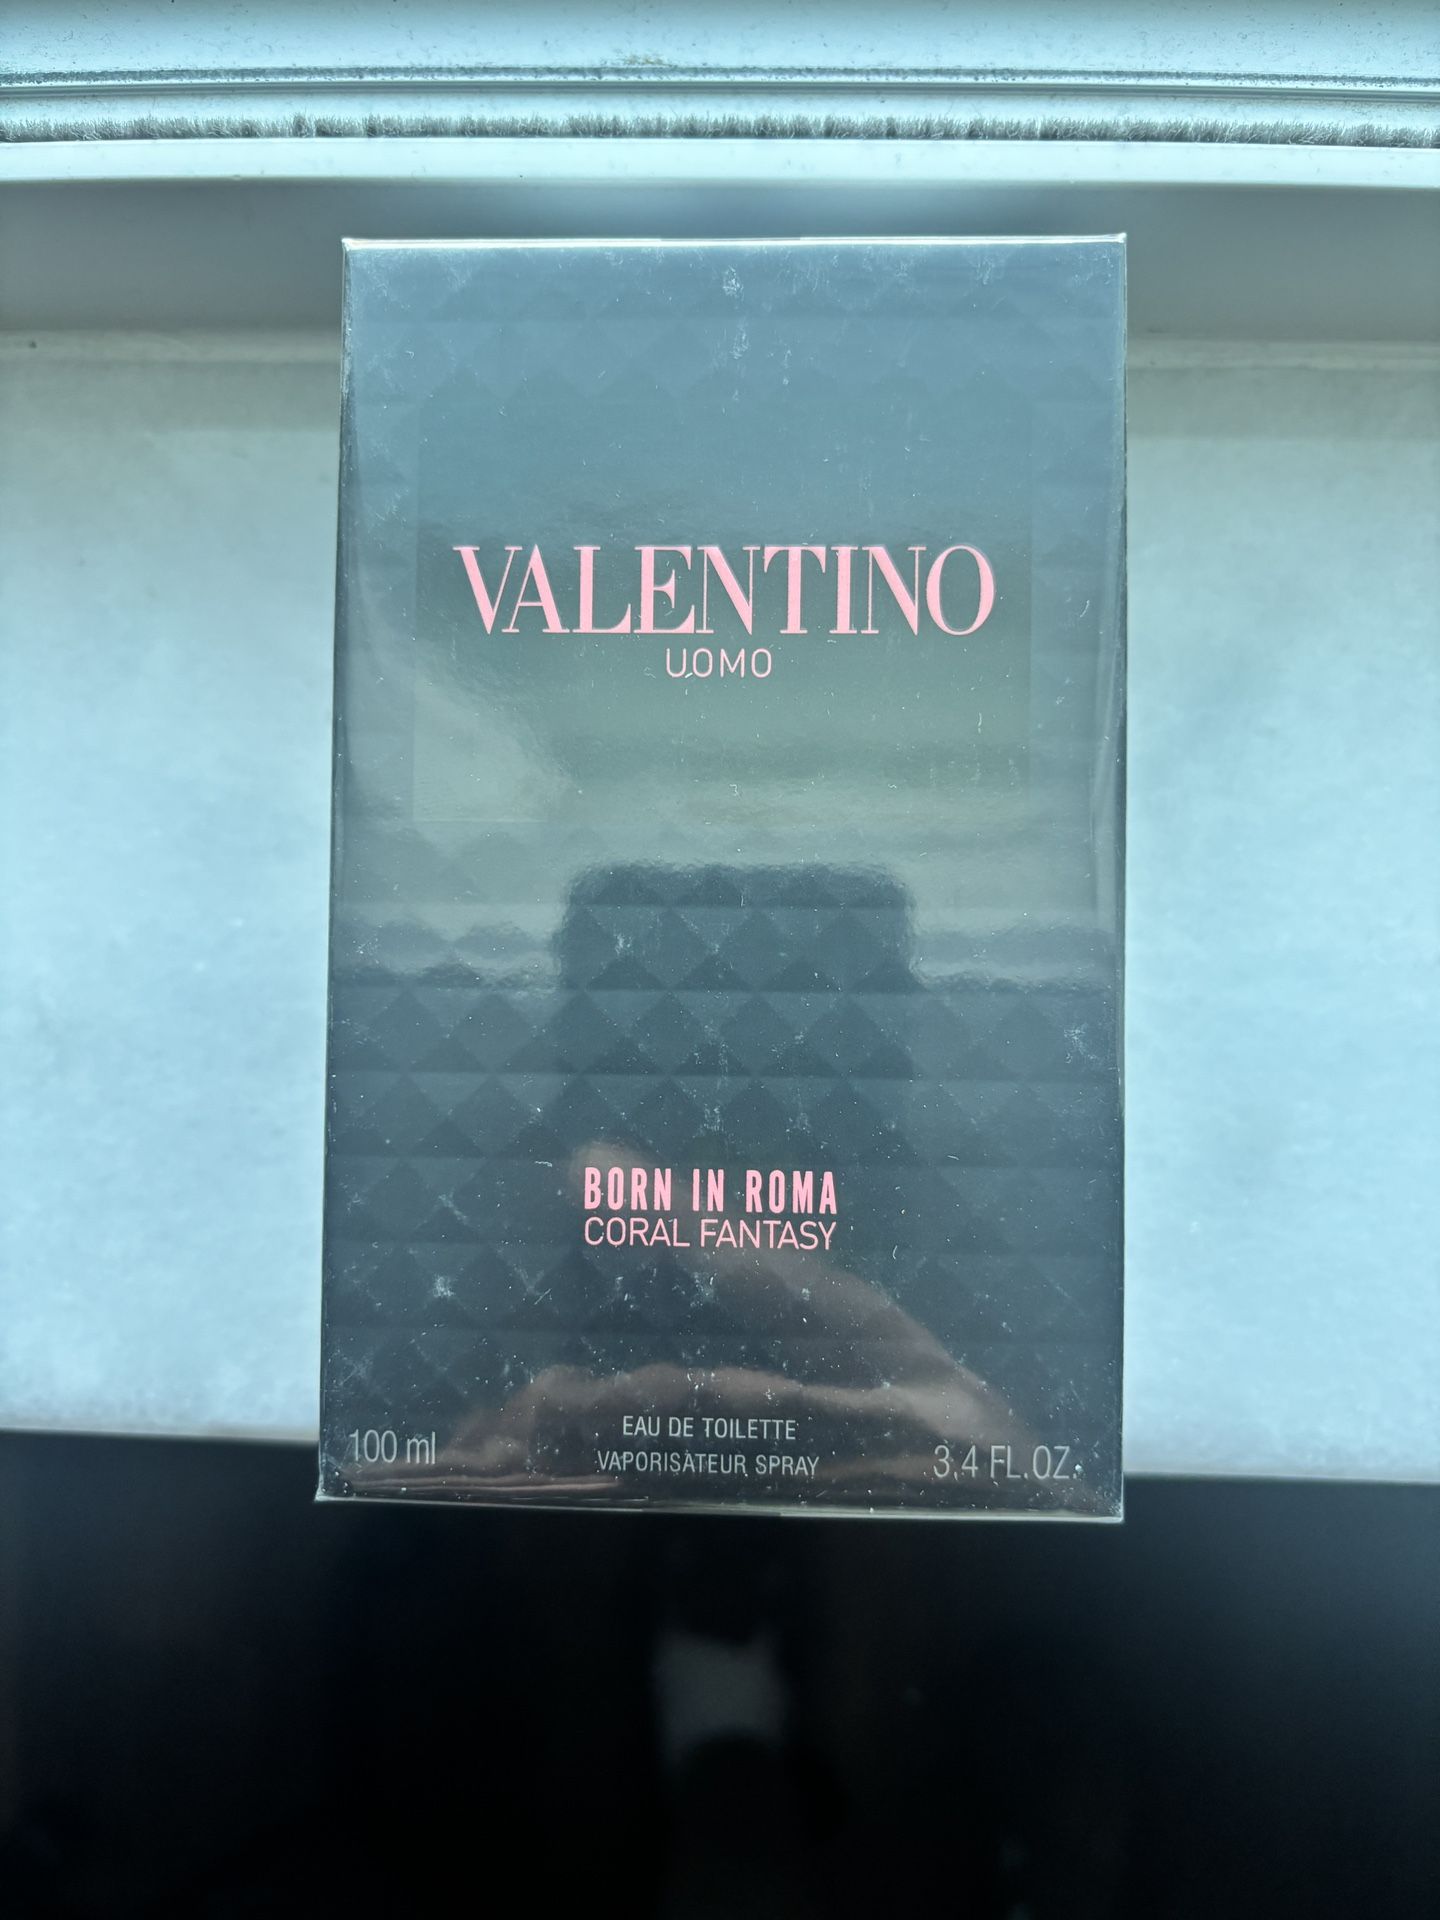 VALENTINO
UOMO
BORN IN ROMA
CORAL FANTASY
EAU DE TOILETTE
100 ml VAPORISATEUR SPRAY 3.4 FL.OZ.